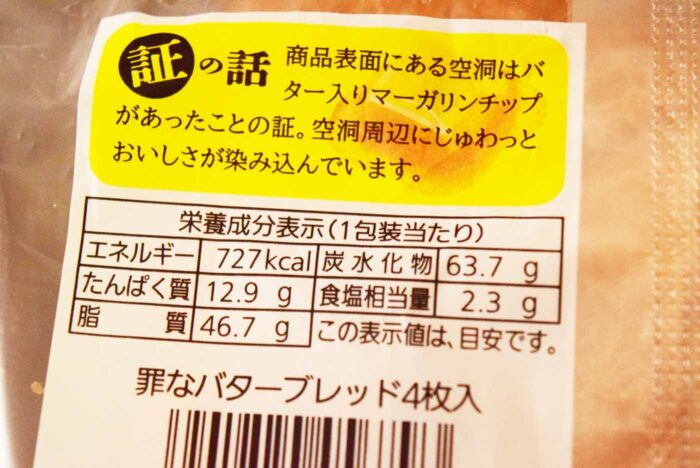 証の話
商品表面にある空洞はバ
ター入りマーガリンチップ
があったことの証。空洞周辺にじゅわっと
おいしさが染み込んでいます。
栄養成分表示(1包装当たり)
エネルギー 727kcal 炭水化物 63.7 g
たんぱく質 12.9 g 食塩相当量 2.3 g
脂質 46.7 g この表示値は、目安です。
罪なバターブレッド4枚入